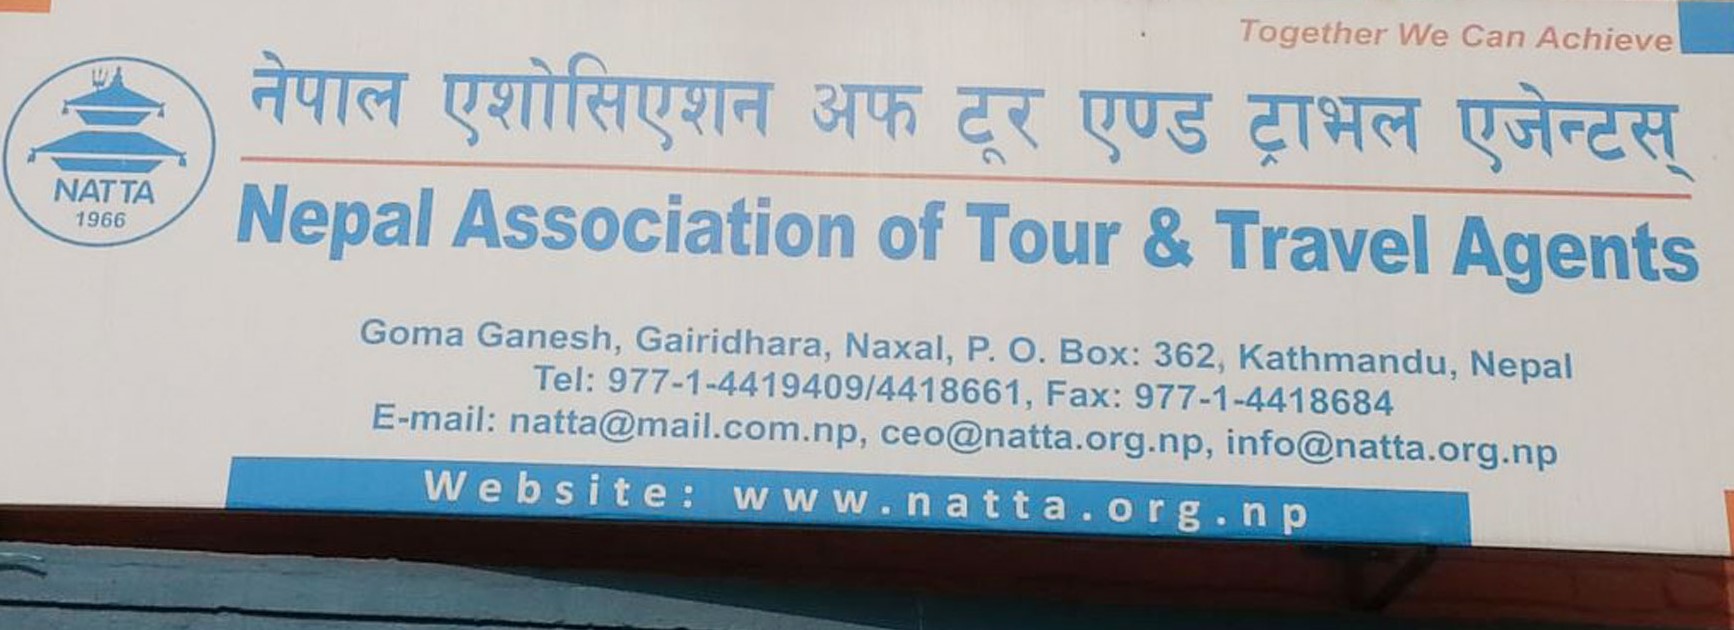 Together We Can Achieve
नेपाल एशोसिएशन अफ टूर एण्ड ट्राभल एजेन्टस्
NATTA
1966
Nepal Association of Tour & Travel Agents
Goma Ganesh, Gairidhara, Naxal, P. O. Box: 362, Kathmandu, Nepal
Tel: 977-1-4419409/4418661, Fax: 977-1-4418684
E-mail: natta@mail.com.np, ceo@natta.org.np, info@natta.org.np
Website: www.natta.org.np